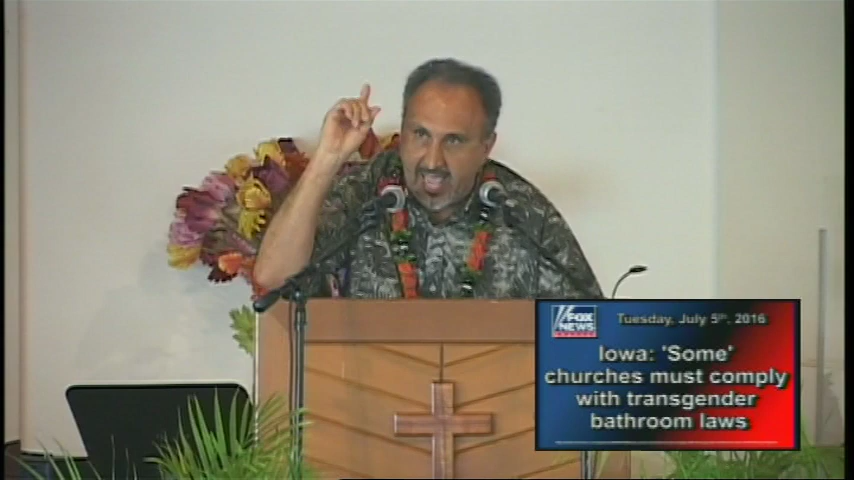 FOX
NEWS
Tuesday, July 5th, 2016
Iowa: 'Some'
churches must comply
with transgender
bathroom laws